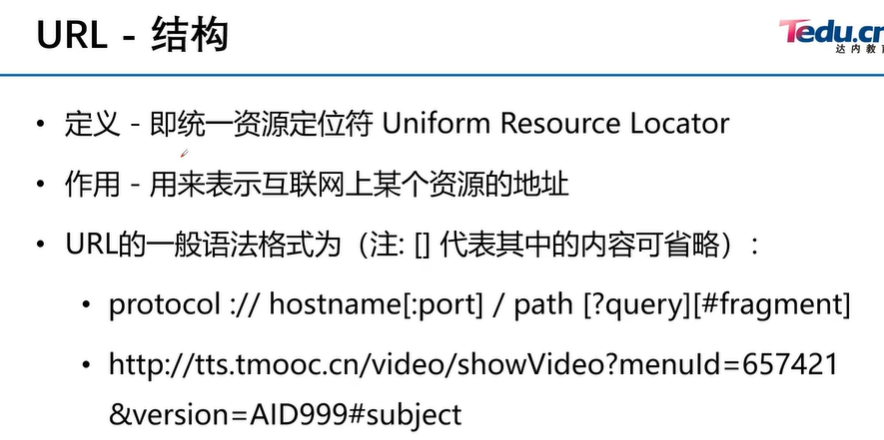 URL - 结构
Tedu.cn
达内教育
• 定义 - 即统一资源定位符 Uniform Resource Locator
• 作用 - 用来表示互联网上某个资源的地址
• URL的一般语法格式为（注: [] 代表其中的内容可省略）:
• protocol :// hostname[:port] / path [?query][#fragment]
• http://tts.tmooc.cn/video/showVideo?menuId=657421
&version=AID999#subject